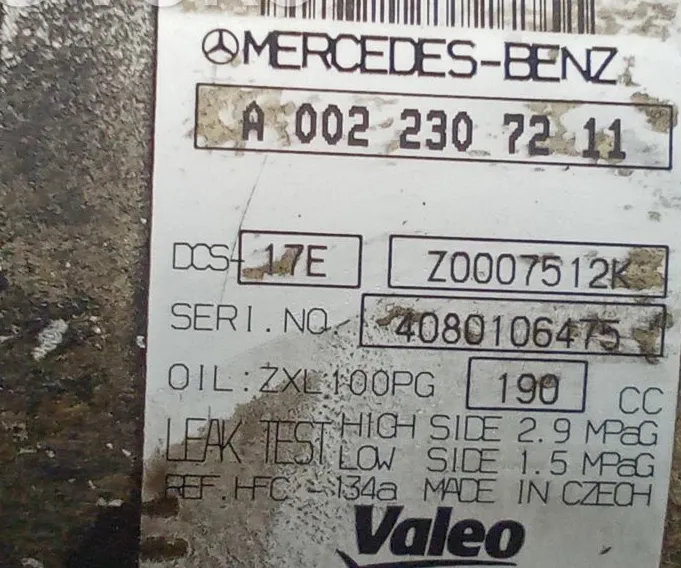 MERCEDES-BENZ
A 002 230 72 11
DCS-17E Z0007512K
SERI.NO. 4080106475
OIL:ZXL100PG 190 CC
LEAK TEST HIGH SIDE 2.9 MPaG
LOW SIDE 1.5 MPaG
REF.HFC -134a MADE IN CZECH
Valeo